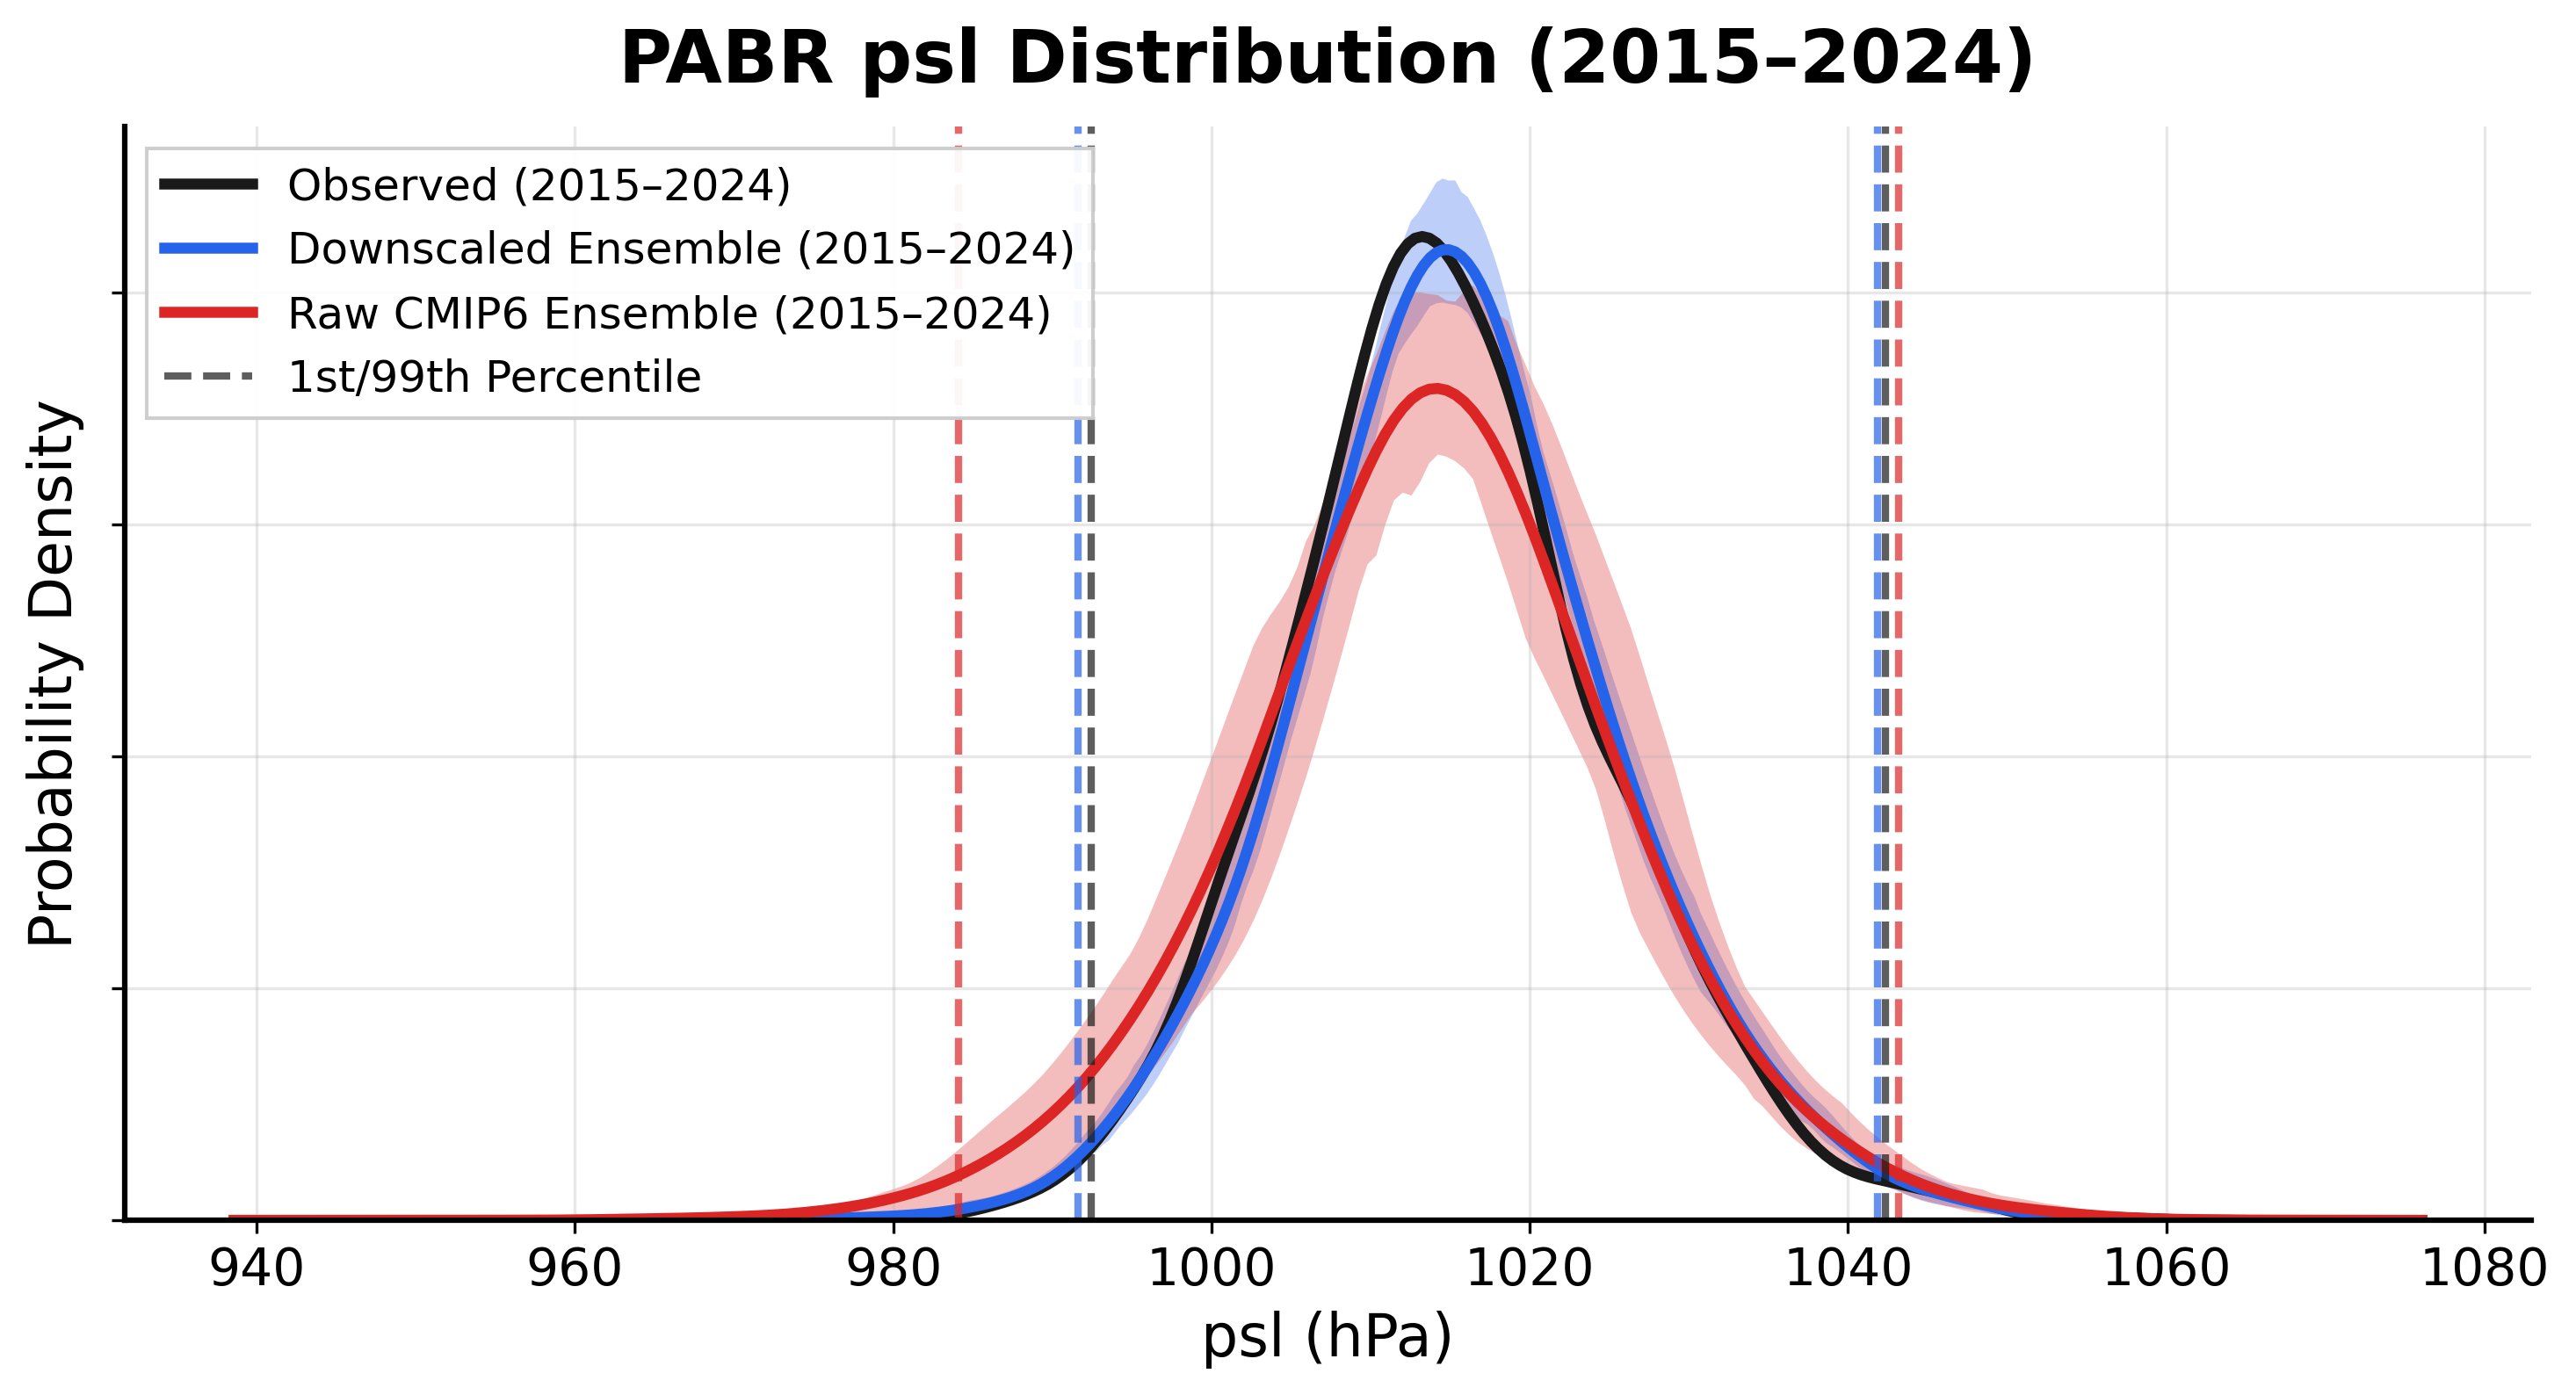 PABR psl Distribution (2015–2024)
Observed (2015–2024)
Downscaled Ensemble (2015–2024)
Raw CMIP6 Ensemble (2015–2024)
1st/99th Percentile
Probability Density
940 960 980 1000 1020 1040 1060 1080
psl (hPa)